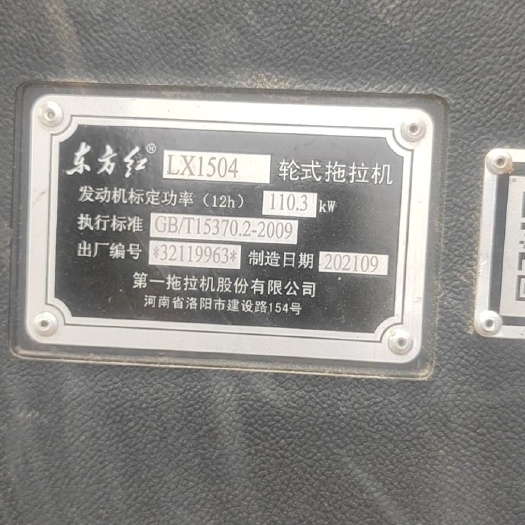 东方红® LX1504 轮式拖拉机
发动机标定功率(12h) 110.3 kW
执行标准 GB/T15370.2-2009
出厂编号 *32119963* 制造日期 202109
第一拖拉机股份有限公司
河南省洛阳市建设路154号